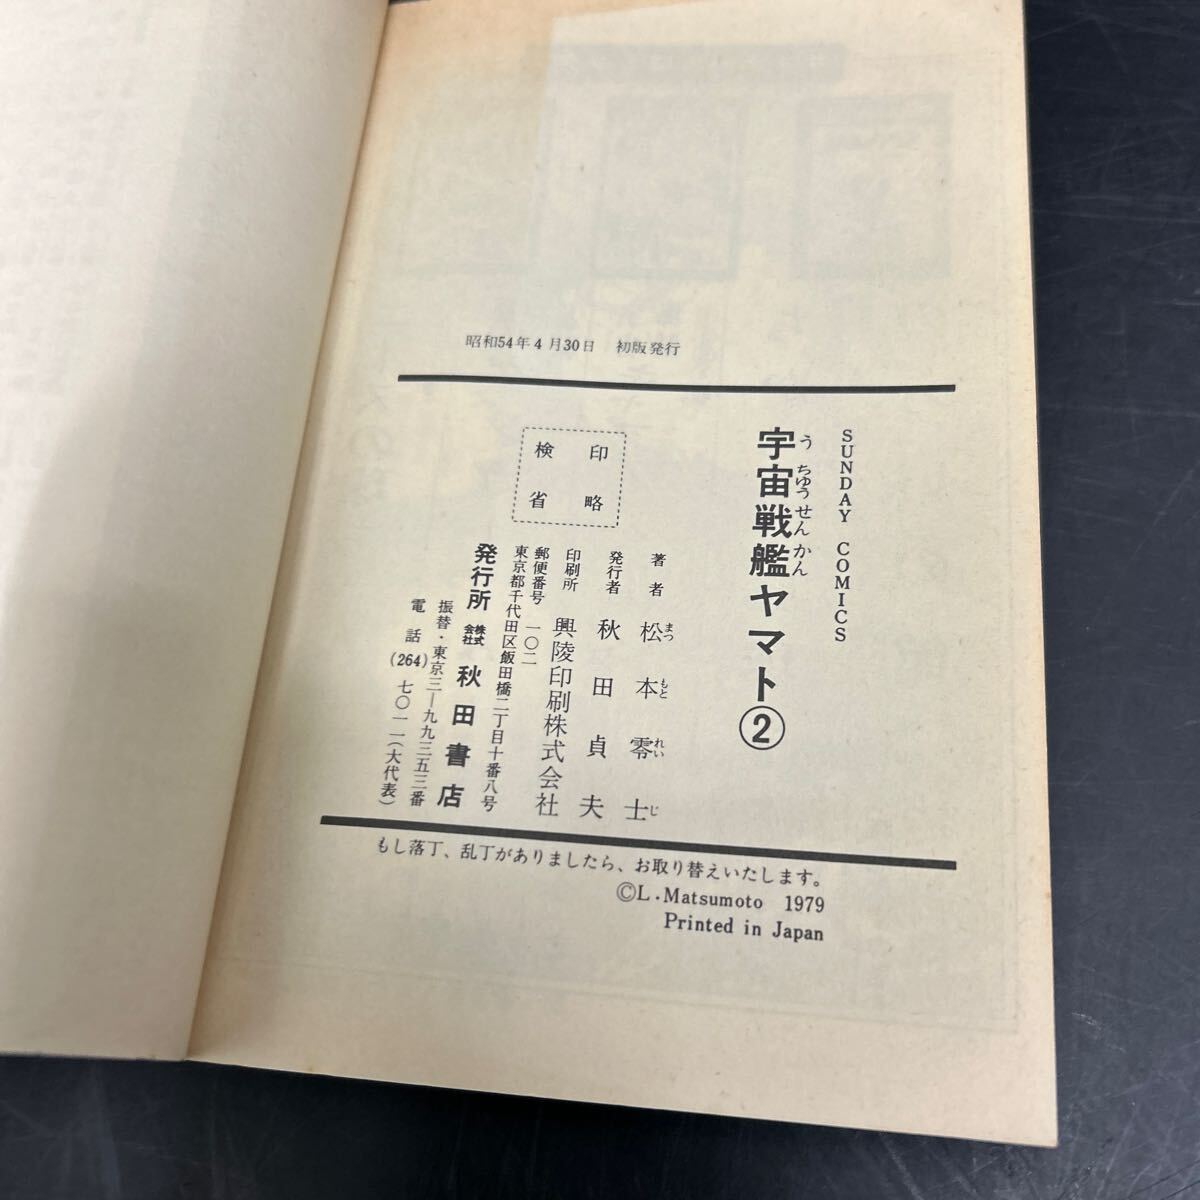 昭和54年4月30日 初版発行
SUNDAY COMICS
宇宙戦艦ヤマト②
うちゅうせんかん
著者 松本零士
まつもとれいじ
発行者 秋田貞夫
印刷所 興陵印刷株式会社
郵便番号 一〇二
東京都千代田区飯田橋二丁目十番八号
発行所 株式会社 秋田書店
振替・東京三―九九三五三番
電話(264)七〇一一(大代表)
印略
検省
もし落丁、乱丁がありましたら、お取り替えいたします。
©L.Matsumoto 1979
Printed in Japan